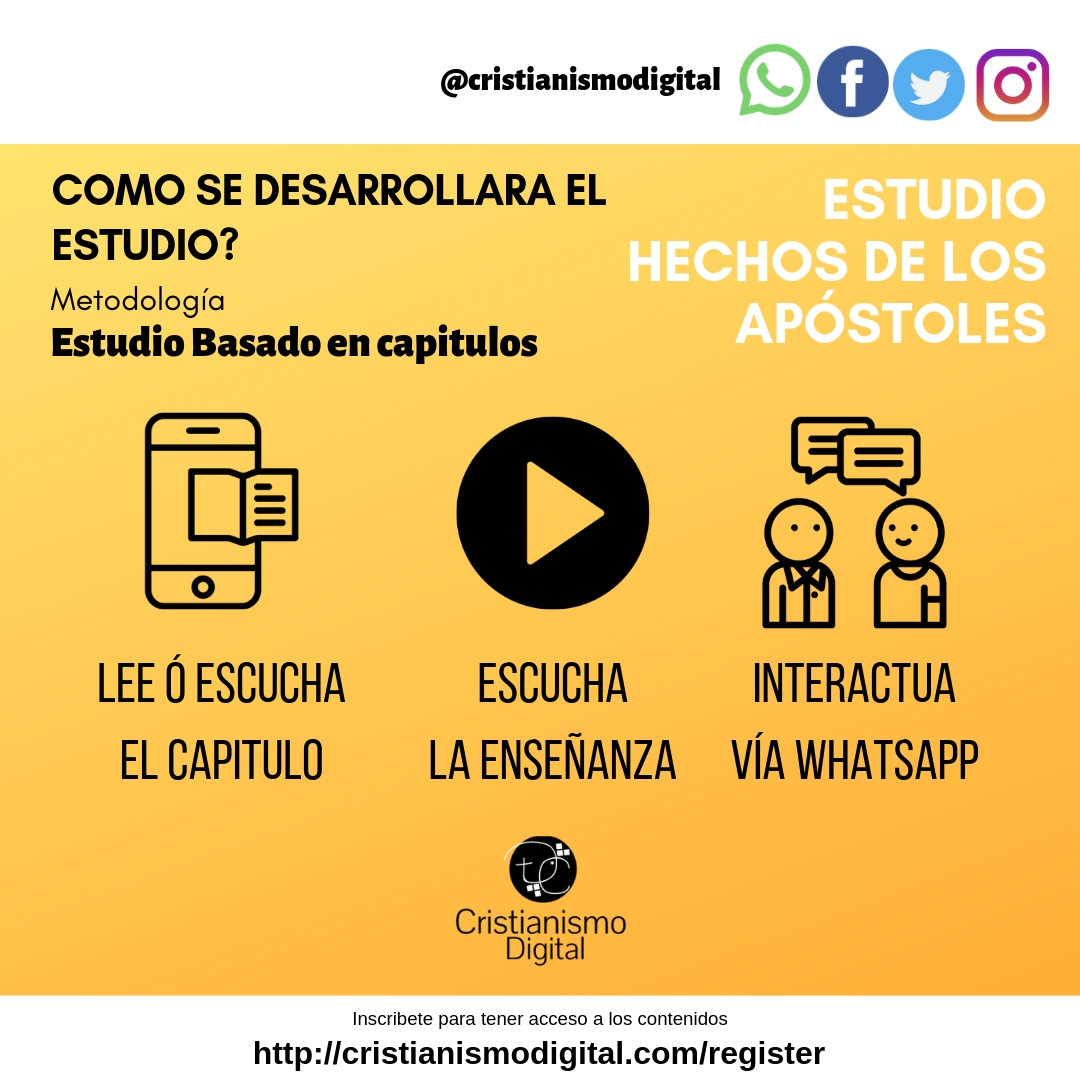 @cristianismodigital
COMO SE DESARROLLARA EL
ESTUDIO?
Metodología
Estudio Basado en capitulos
ESTUDIO
HECHOS DE LOS
APÓSTOLES
LEE Ó ESCUCHA
EL CAPITULO
ESCUCHA
LA ENSEÑANZA
INTERACTUA
VÍA WHATSAPP
Cristianismo
Digital
Inscribete para tener acceso a los contenidos
http://cristianismodigital.com/register